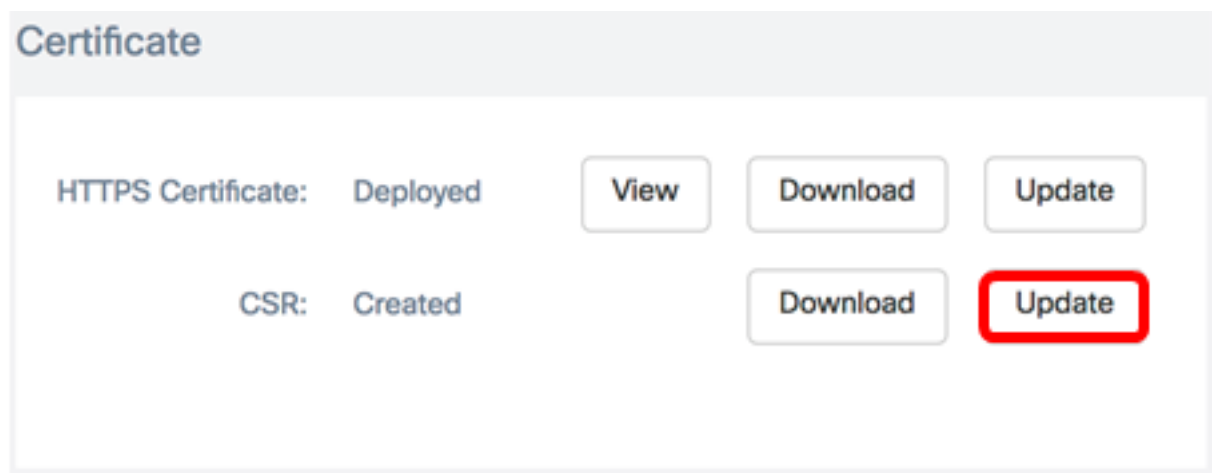 Certificate
HTTPS Certificate: Deployed View Download Update
CSR: Created Download Update